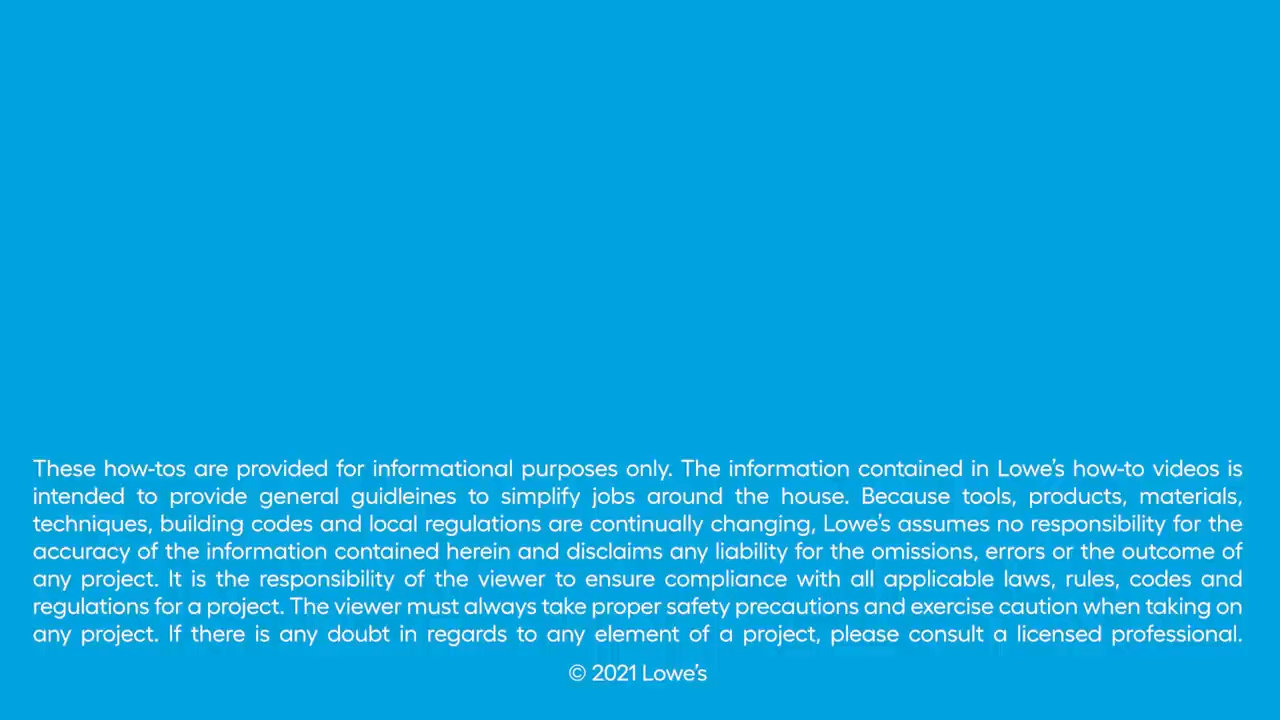 These how-tos are provided for informational purposes only. The information contained in Lowe’s how-to videos is
intended to provide general guidleines to simplify jobs around the house. Because tools, products, materials,
techniques, building codes and local regulations are continually changing, Lowe’s assumes no responsibility for the
accuracy of the information contained herein and disclaims any liability for the omissions, errors or the outcome of
any project. It is the responsibility of the viewer to ensure compliance with all applicable laws, rules, codes and
regulations for a project. The viewer must always take proper safety precautions and exercise caution when taking on
any project. If there is any doubt in regards to any element of a project, please consult a licensed professional.
© 2021 Lowe’s